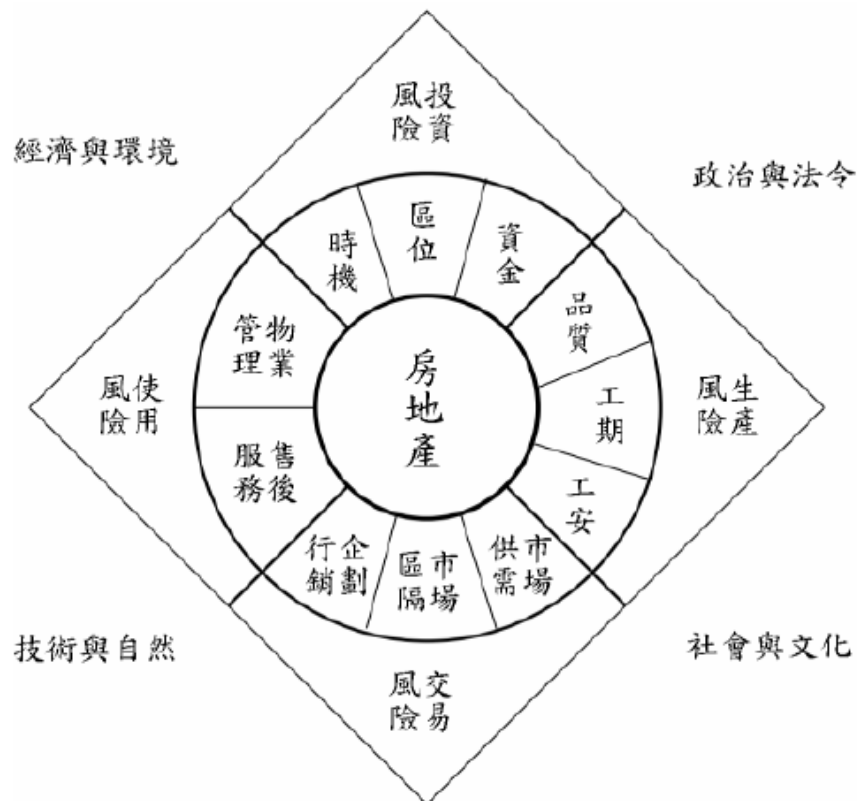 投資
風險
經濟與環境
政治與法令
時機
區位
資金
物業
管理
品質
房地產
使用
風險
工期
生產
風險
售後
服務
工安
企劃
行銷
市場
區隔
市場
供需
技術與自然
社會與文化
交易
風險